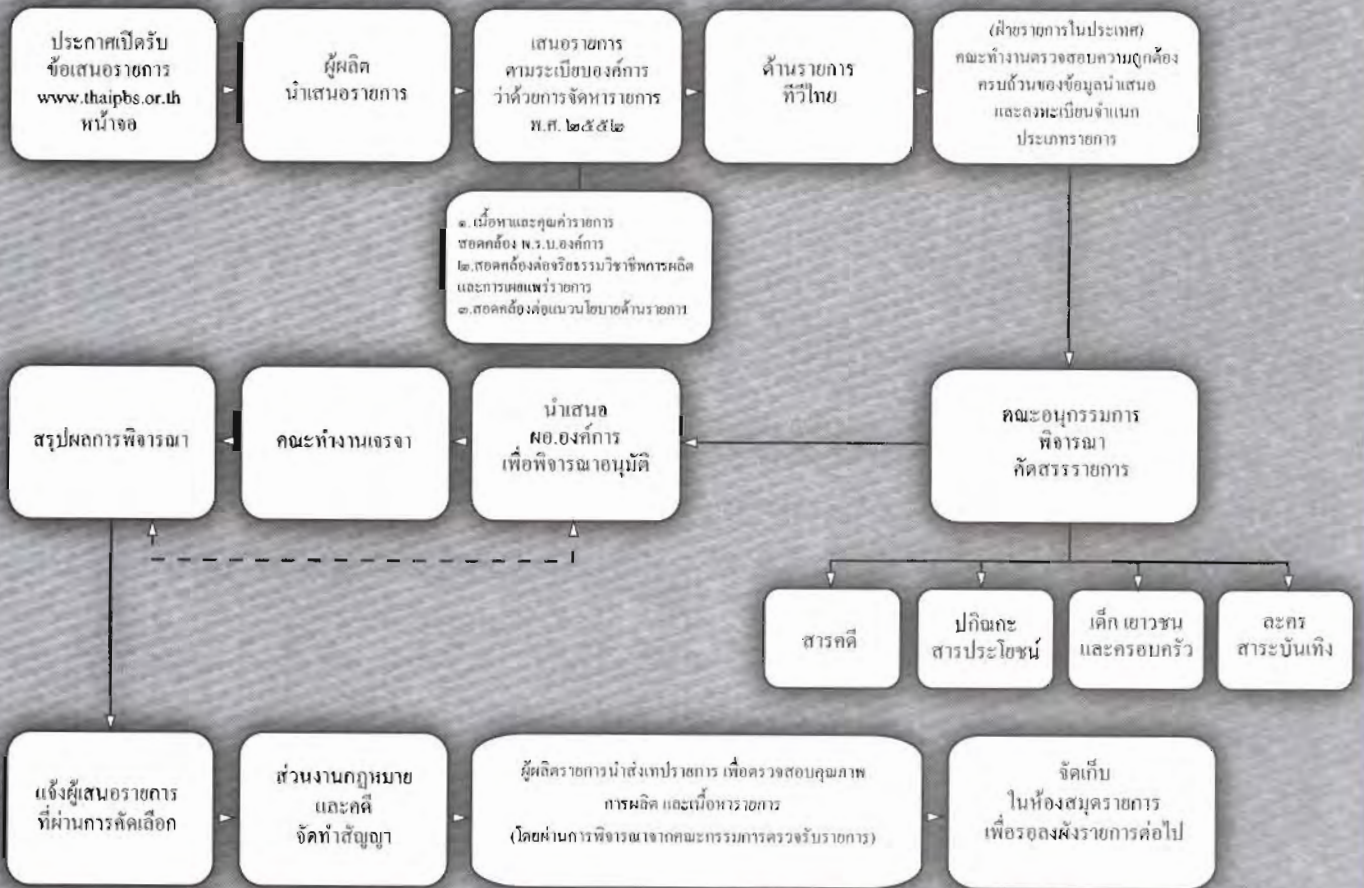 ประกาศเปิดรับ
ข้อเสนอรายการ
www.thaipbs.or.th
หน้าจอ
ผู้ผลิต
นำเสนอรายการ
เสนอรายการ
ตามระเบียบองค์การ
ว่าด้วยการจัดหารายการ
พ.ศ. ๒๕๕๒
ด้านรายการ
ทีวีไทย
(ฝ่ายรายการในประเทศ)
คณะทำงานตรวจสอบความถูกต้อง
ครบถ้วนของข้อมูลนำเสนอ
และลงทะเบียนจำแนก
ประเภทรายการ
๑. เนื้อหาและคุณค่ารายการ
สอดคล้อง พ.ร.บ.องค์การ
๒.สอดคล้องต่อจริยธรรมวิชาชีพการผลิต
และการเผยแพร่รายการ
๓.สอดคล้องต่อแนวนโยบายด้านรายการ
สรุปผลการพิจารณา
คณะทำงานเจรจา
นำเสนอ
ผอ.องค์การ
เพื่อพิจารณาอนุมัติ
คณะอนุกรรมการ
พิจารณา
คัดสรรรายการ
สารคดี
ปกิณกะ
สารประโยชน์
เด็ก เยาวชน
และครอบครัว
ละคร
สาระบันเทิง
แจ้งผู้เสนอรายการ
ที่ผ่านการคัดเลือก
ส่วนงานกฎหมาย
และคดี
จัดทำสัญญา
ผู้ผลิตรายการนำส่งเทปรายการ เพื่อตรวจสอบคุณภาพ
การผลิต และเนื้อหารายการ
(โดยผ่านการพิจารณาจากคณะกรรมการตรวจรับรายการ)
จัดเก็บ
ในห้องสมุดรายการ
เพื่อรอลงผังรายการต่อไป